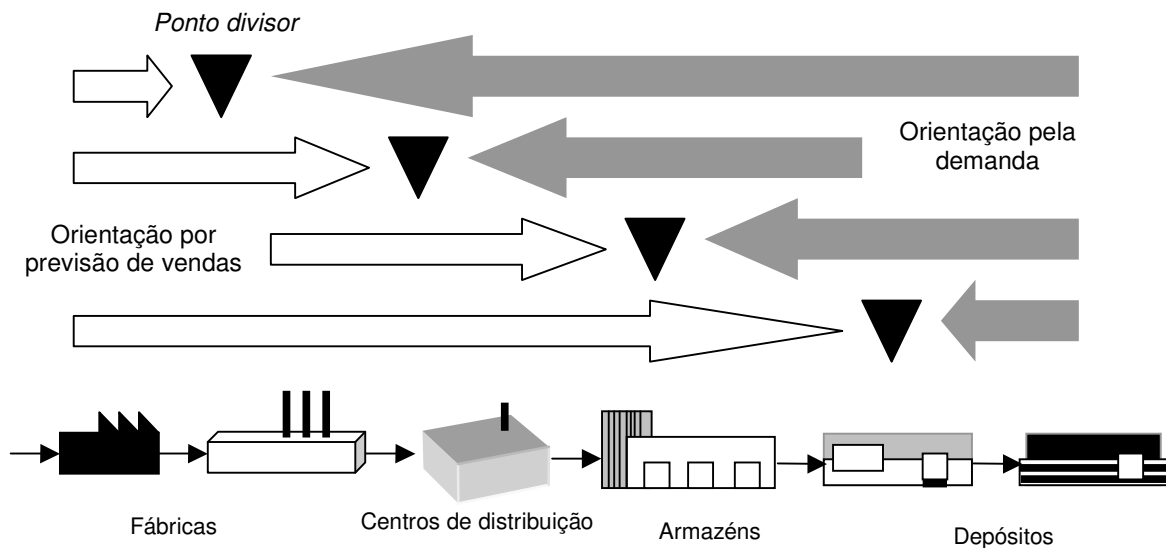 Ponto divisor
Orientação pela
demanda
Orientação por
previsão de vendas
Fábricas
Centros de distribuição
Armazéns
Depósitos